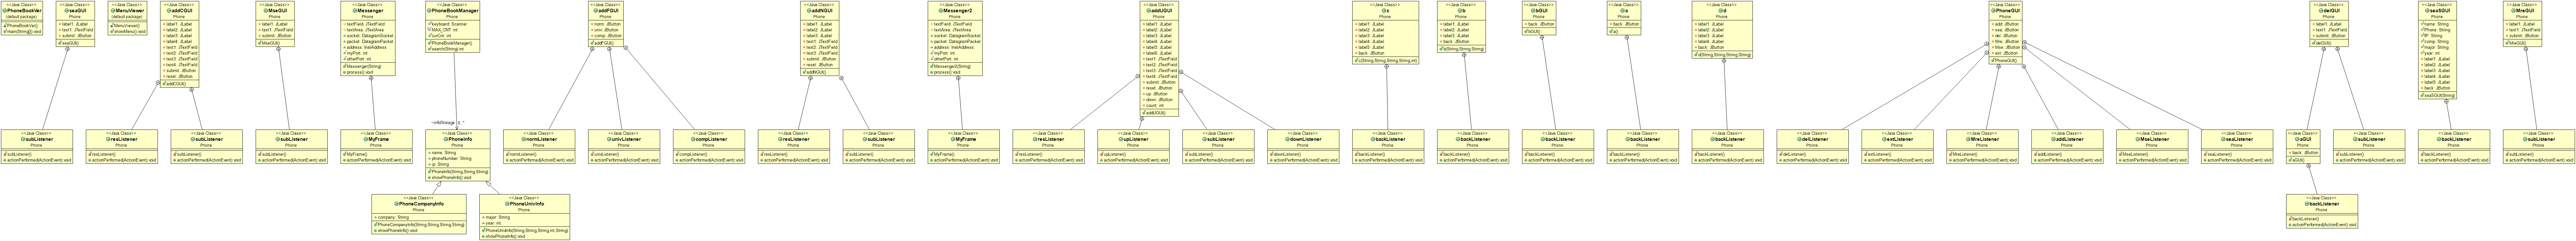 <<Java Class>>
PhoneBookVer
(default package)
PhoneBookVer()
main(String[]): void
<<Java Class>>
seaGUI
Phone
label1: JLabel
text1: JTextField
submit: JButton
seaGUI()
<<Java Class>>
MenuViewer
(default package)
MenuViewer()
showMenu(): void
<<Java Class>>
addCGUI
Phone
label1: JLabel
label2: JLabel
label3: JLabel
label4: JLabel
text1: JTextField
text2: JTextField
text3: JTextField
text4: JTextField
submit: JButton
reset: JButton
addCGUI()
<<Java Class>>
MseGUI
Phone
label1: JLabel
text1: JTextField
submit: JButton
MseGUI()
<<Java Class>>
Messenger
Phone
textField: JTextField
textArea: JTextArea
socket: DatagramSocket
packet: DatagramPacket
address: InetAddress
myPort: int
otherPort: int
Messenger(String)
process(): void
<<Java Class>>
PhoneBookManager
Phone
keyboard: Scanner
MAX_CNT: int
curCnt: int
PhoneBookManager()
search(String): int
<<Java Class>>
addFGUI
Phone
norm: JButton
univ: JButton
comp: JButton
addFGUI()
<<Java Class>>
addNGUI
Phone
label1: JLabel
label2: JLabel
label3: JLabel
text1: JTextField
text2: JTextField
text3: JTextField
submit: JButton
reset: JButton
addNGUI()
<<Java Class>>
Messenger2
Phone
textField: JTextField
textArea: JTextArea
socket: DatagramSocket
packet: DatagramPacket
address: InetAddress
myPort: int
otherPort: int
Messenger2(String)
process(): void
<<Java Class>>
addUGUI
Phone
label1: JLabel
label2: JLabel
label3: JLabel
label4: JLabel
label5: JLabel
label6: JLabel
text1: JTextField
text2: JTextField
text3: JTextField
text4: JTextField
submit: JButton
reset: JButton
up: JButton
down: JButton
count: int
addUGUI()
<<Java Class>>
c
Phone
label1: JLabel
label2: JLabel
label3: JLabel
label4: JLabel
label5: JLabel
back: JButton
c(String,String,String,int)
<<Java Class>>
b
Phone
label1: JLabel
label2: JLabel
label3: JLabel
back: JButton
b(String,String)
<<Java Class>>
bGUI
Phone
back: JButton
bGUI()
<<Java Class>>
a
Phone
back: JButton
a()
<<Java Class>>
d
Phone
label1: JLabel
label2: JLabel
label3: JLabel
label4: JLabel
back: JButton
d(String,String,String)
<<Java Class>>
PhoneGUI
Phone
add: JButton
sea: JButton
del: JButton
Mre: JButton
Mse: JButton
ext: JButton
PhoneGUI()
<<Java Class>>
delGUI
Phone
label1: JLabel
text1: JTextField
submit: JButton
delGUI()
<<Java Class>>
seaSGUI
Phone
name: String
Phone: String
IP: String
comp: String
major: String
year: int
label1: JLabel
label2: JLabel
label3: JLabel
label4: JLabel
label5: JLabel
back: JButton
seaSGUI(String)
<<Java Class>>
MreGUI
Phone
label1: JLabel
text1: JTextField
submit: JButton
MreGUI()
~infoStorage 0..*
<<Java Class>>
subListener
Phone
subListener()
actionPerformed(ActionEvent):void
<<Java Class>>
resListener
Phone
resListener()
actionPerformed(ActionEvent):void
<<Java Class>>
subListener
Phone
subListener()
actionPerformed(ActionEvent):void
<<Java Class>>
subListener
Phone
subListener()
actionPerformed(ActionEvent):void
<<Java Class>>
MyFrame
Phone
MyFrame()
actionPerformed(ActionEvent):void
<<Java Class>>
PhoneInfo
Phone
name: String
phoneNumber: String
ip: String
PhoneInfo(String,String,String)
showPhoneInfo():void
<<Java Class>>
normListener
Phone
normListener()
actionPerformed(ActionEvent):void
<<Java Class>>
univListener
Phone
univListener()
actionPerformed(ActionEvent):void
<<Java Class>>
compListener
Phone
compListener()
actionPerformed(ActionEvent):void
<<Java Class>>
resListener
Phone
resListener()
actionPerformed(ActionEvent):void
<<Java Class>>
subListener
Phone
subListener()
actionPerformed(ActionEvent):void
<<Java Class>>
MyFrame
Phone
MyFrame()
actionPerformed(ActionEvent):void
<<Java Class>>
resListener
Phone
resListener()
actionPerformed(ActionEvent):void
<<Java Class>>
upListener
Phone
upListener()
actionPerformed(ActionEvent):void
<<Java Class>>
subListener
Phone
subListener()
actionPerformed(ActionEvent):void
<<Java Class>>
downListener
Phone
downListener()
actionPerformed(ActionEvent):void
<<Java Class>>
backListener
Phone
backListener()
actionPerformed(ActionEvent):void
<<Java Class>>
backListener
Phone
backListener()
actionPerformed(ActionEvent):void
<<Java Class>>
backListener
Phone
backListener()
actionPerformed(ActionEvent):void
<<Java Class>>
backListener
Phone
backListener()
actionPerformed(ActionEvent):void
<<Java Class>>
backListener
Phone
backListener()
actionPerformed(ActionEvent):void
<<Java Class>>
delListener
Phone
delListener()
actionPerformed(ActionEvent):void
<<Java Class>>
extListener
Phone
extListener()
actionPerformed(ActionEvent):void
<<Java Class>>
MreListener
Phone
MreListener()
actionPerformed(ActionEvent):void
<<Java Class>>
addListener
Phone
addListener()
actionPerformed(ActionEvent):void
<<Java Class>>
MseListener
Phone
MseListener()
actionPerformed(ActionEvent):void
<<Java Class>>
seaListener
Phone
seaListener()
actionPerformed(ActionEvent):void
<<Java Class>>
aGUI
Phone
back: JButton
aGUI()
<<Java Class>>
subListener
Phone
subListener()
actionPerformed(ActionEvent):void
<<Java Class>>
backListener
Phone
backListener()
actionPerformed(ActionEvent):void
<<Java Class>>
subListener
Phone
subListener()
actionPerformed(ActionEvent):void
<<Java Class>>
PhoneCompanyInfo
Phone
company: String
PhoneCompanyInfo(String,String,String,String)
showPhoneInfo():void
<<Java Class>>
PhoneUnivInfo
Phone
major: String
year: int
PhoneUnivInfo(String,String,String,int,String)
showPhoneInfo():void
<<Java Class>>
backListener
Phone
backListener()
actionPerformed(ActionEvent):void